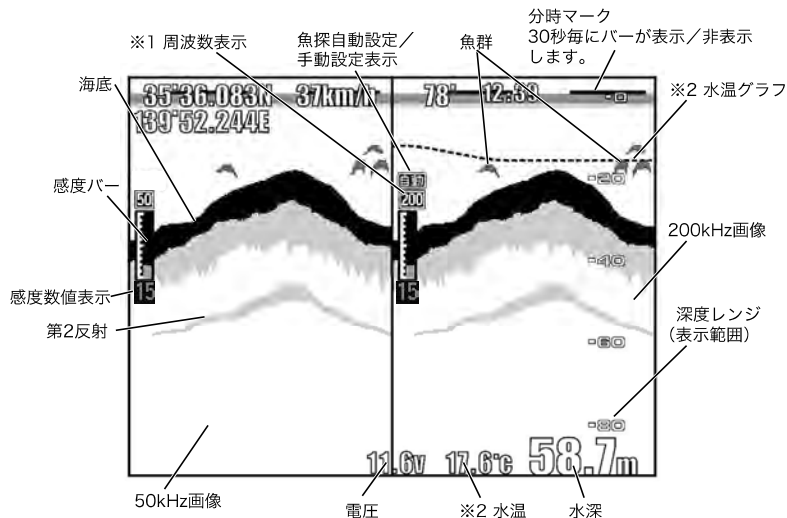 分時マーク
30秒毎にバーが表示／非表示
します。
※1 周波数表示
魚探自動設定／
手動設定表示
魚群
海底
※2 水温グラフ
35°36.083N 37km/h 78° 12:39 -0
139°52.244E
感度バー
自動
-20
50
200
200kHz画像
-40
感度数値表示
15
15
深度レンジ
（表示範囲）
第2反射
-60
-80
11.6v 17.6℃ 58.7m
50kHz画像
電圧
※2 水温
水深